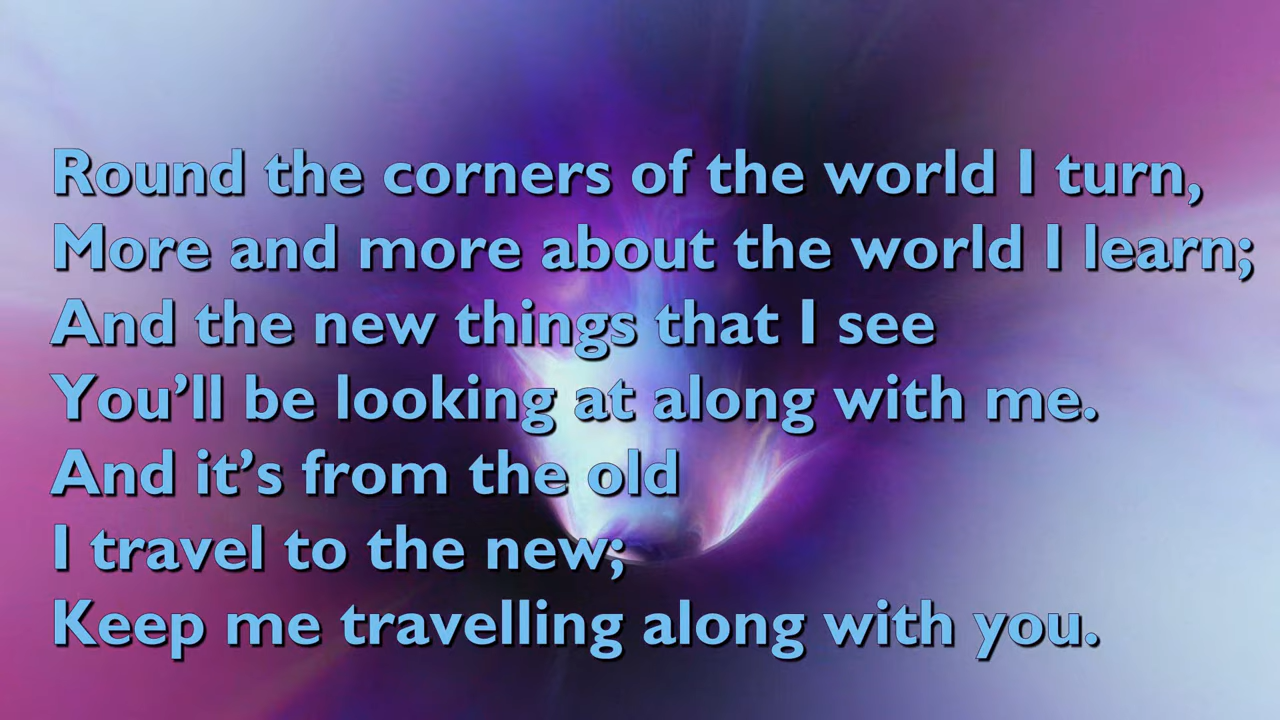 Round the corners of the world I turn,
More and more about the world I learn;
And the new things that I see
You’ll be looking at along with me.
And it’s from the old
I travel to the new;
Keep me travelling along with you.